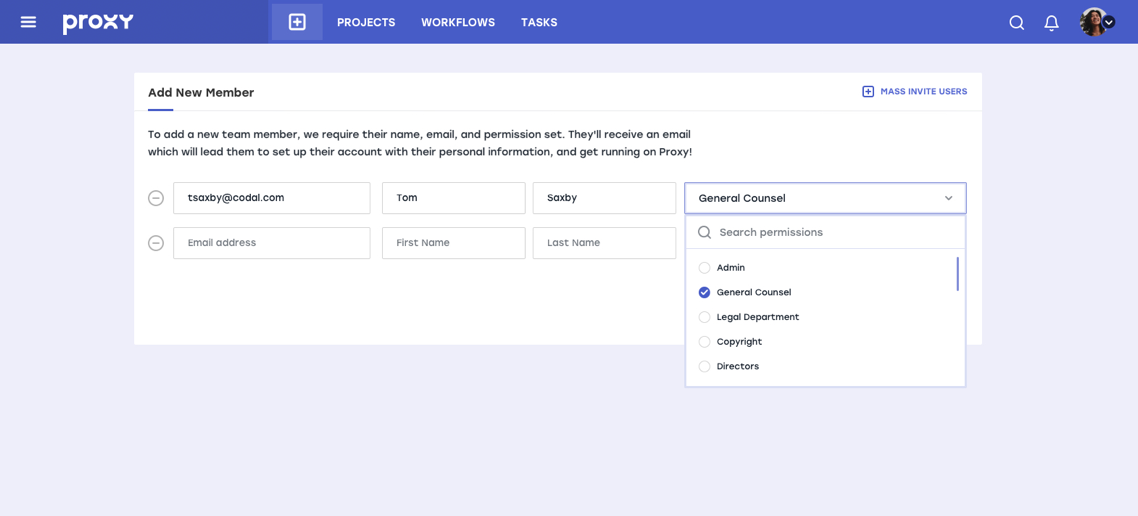 proxy
PROJECTS
WORKFLOWS
TASKS
Add New Member
MASS INVITE USERS
To add a new team member, we require their name, email, and permission set. They'll receive an email
which will lead them to set up their account with their personal information, and get running on Proxy!
tsaxby@codal.com
Tom
Saxby
General Counsel
Email address
First Name
Last Name
Search permissions
Admin
General Counsel
Legal Department
Copyright
Directors